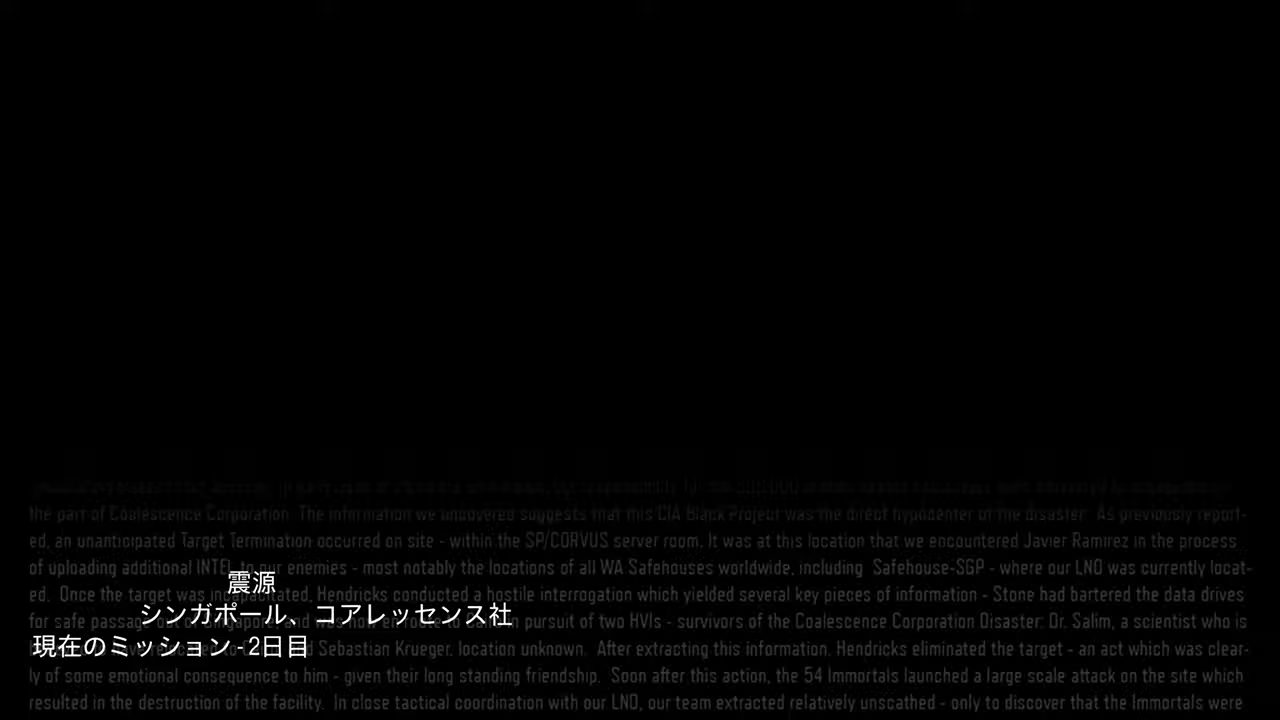 the part of Coalescence Corporation. The information we uncovered suggests that this CIA Black Project was the direct hypocenter of the disaster. As previously report-
ed, an unanticipated Target Termination occurred on site - within the SP/CORVUS server room. It was at this location that we encountered Javier Ramirez in the process
of uploading additional INTEL to our enemies - most notably the locations of all WA Safehouses worldwide, including Safehouse-SGP - where our LNO was currently locat-
震源
ed. Once the target was incapacitated, Hendricks conducted a hostile interrogation which yielded several key pieces of information - Stone had bartered the data drives
シンガポール、コアレッセンス社
for safe passage pursuit of two HVIs - survivors of the Coalescence Corporation Disaster: Dr. Salim, a scientist who is
現在のミッション - 2日目
Sebastian Krueger, location unknown. After extracting this information, Hendricks eliminated the target - an act which was clear-
ly of some emotional consequence to him - given their long standing friendship. Soon after this action, the 54 Immortals launched a large scale attack on the site which
resulted in the destruction of the facility. In close tactical coordination with our LNO, our team extracted relatively unscathed - only to discover that the Immortals were